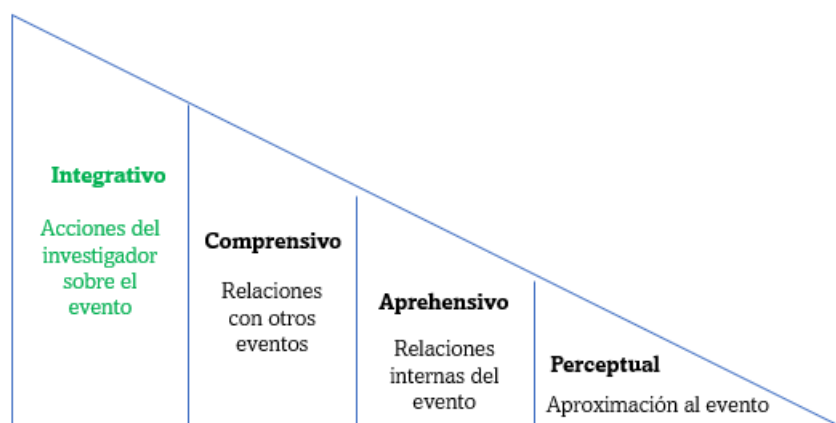 Integrativo
Acciones del
investigador
sobre el
evento
Comprensivo
Relaciones
con otros
eventos
Aprehensivo
Relaciones
internas del
evento
Perceptual
Aproximación al evento